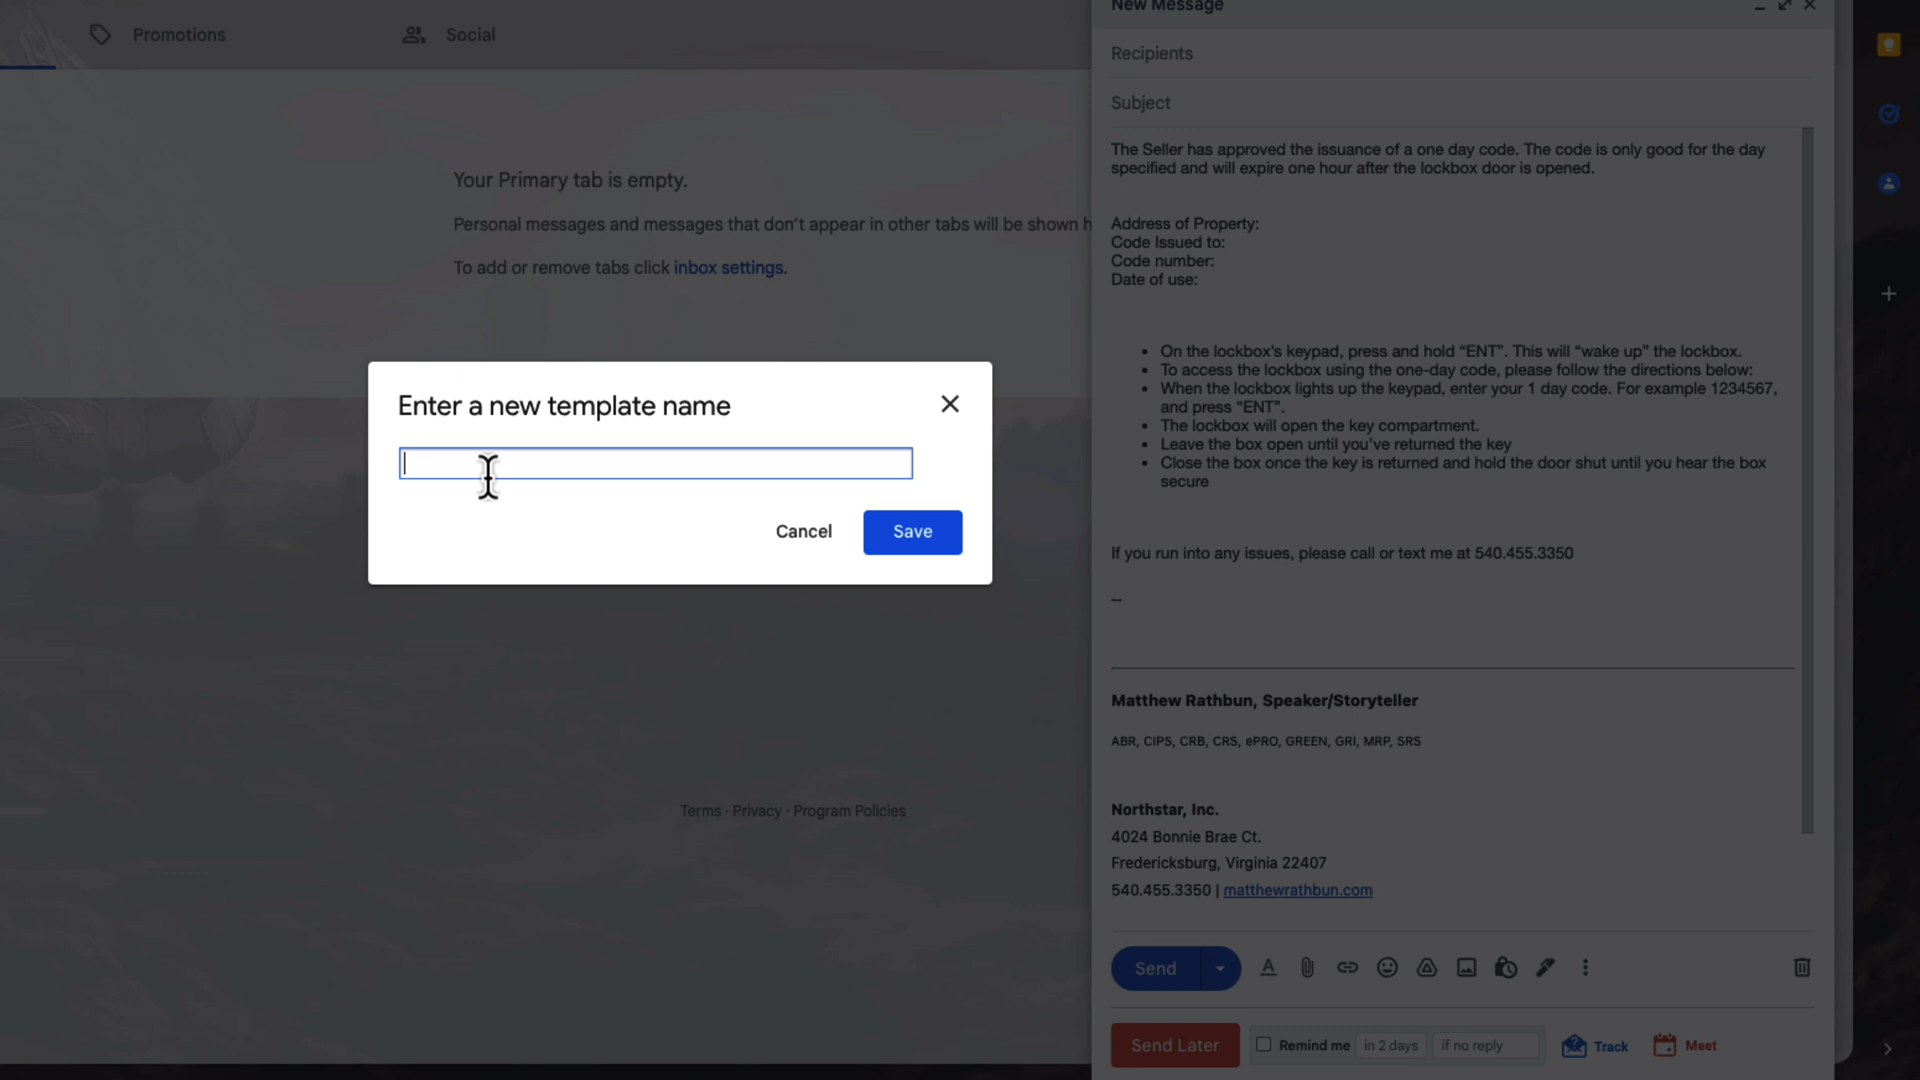 Promotions
Social
Your Primary tab is empty.
Personal messages and messages that don't appear in other tabs will be shown h
To add or remove tabs click inbox settings.
Enter a new template name
Cancel
Save
Terms · Privacy · Program Policies
New Message
Recipients
Subject
The Seller has approved the issuance of a one day code. The code is only good for the day
specified and will expire one hour after the lockbox door is opened.
Address of Property:
Code Issued to:
Code number:
Date of use:
• On the lockbox's keypad, press and hold “ENT”. This will “wake up” the lockbox.
• To access the lockbox using the one-day code, please follow the directions below:
• When the lockbox lights up the keypad, enter your 1 day code. For example 1234567,
and press “ENT”.
• The lockbox will open the key compartment.
• Leave the box open until you've returned the key
• Close the box once the key is returned and hold the door shut until you hear the box
secure
If you run into any issues, please call or text me at 540.455.3350
--
Matthew Rathbun, Speaker/Storyteller
ABR, CIPS, CRB, CRS, ePRO, GREEN, GRI, MRP, SRS
Northstar, Inc.
4024 Bonnie Brae Ct.
Fredericksburg, Virginia 22407
540.455.3350 | matthewrathbun.com
Send
Send Later
Remind me
in 2 days
if no reply
Track
Meet